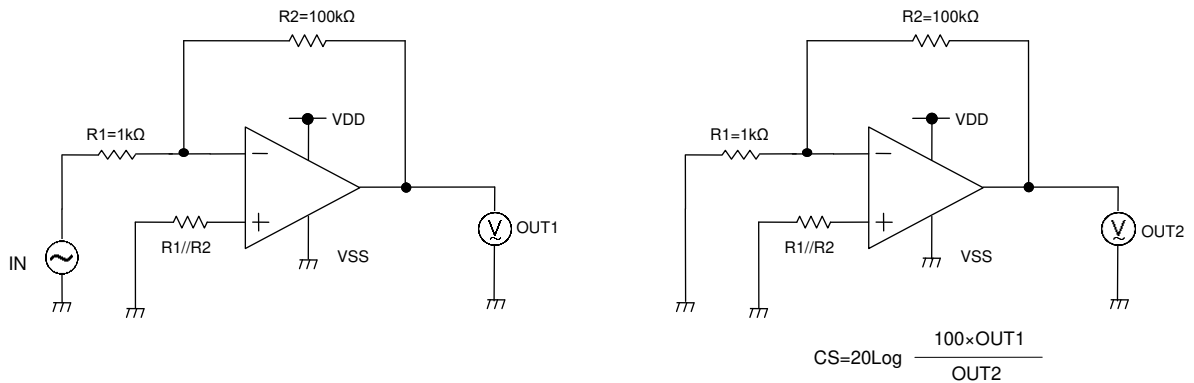 R2=100kΩ
VDD
R1=1kΩ
−
+
R1//R2
VSS
IN
V
OUT1
R2=100kΩ
VDD
R1=1kΩ
−
+
R1//R2
VSS
V
OUT2
CS=20Log 100×OUT1
OUT2